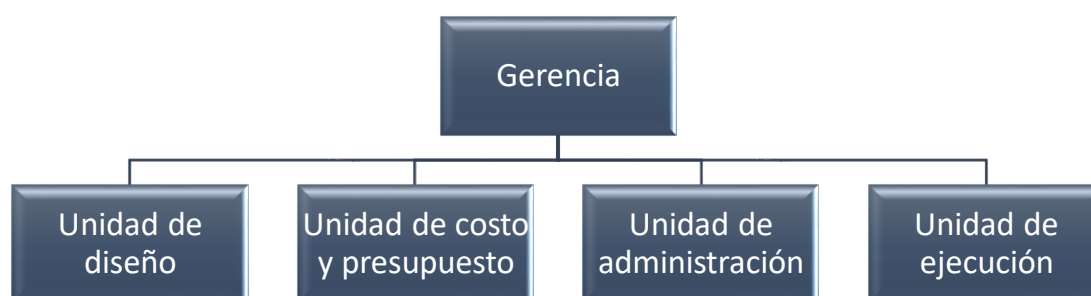 Gerencia
Unidad de
diseño
Unidad de costo
y presupuesto
Unidad de
administración
Unidad de
ejecución